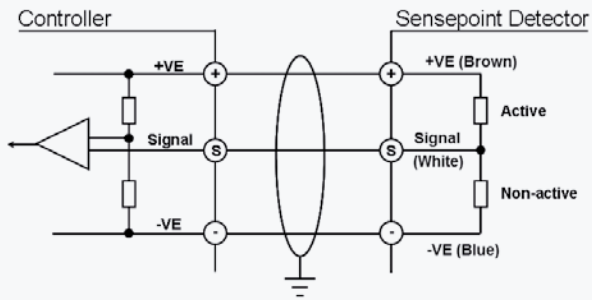 Controller
Sensepoint Detector
+VE
+
+
+VE (Brown)
Active
Signal
S
S
Signal
(White)
Non-active
-VE
-
-
-VE (Blue)